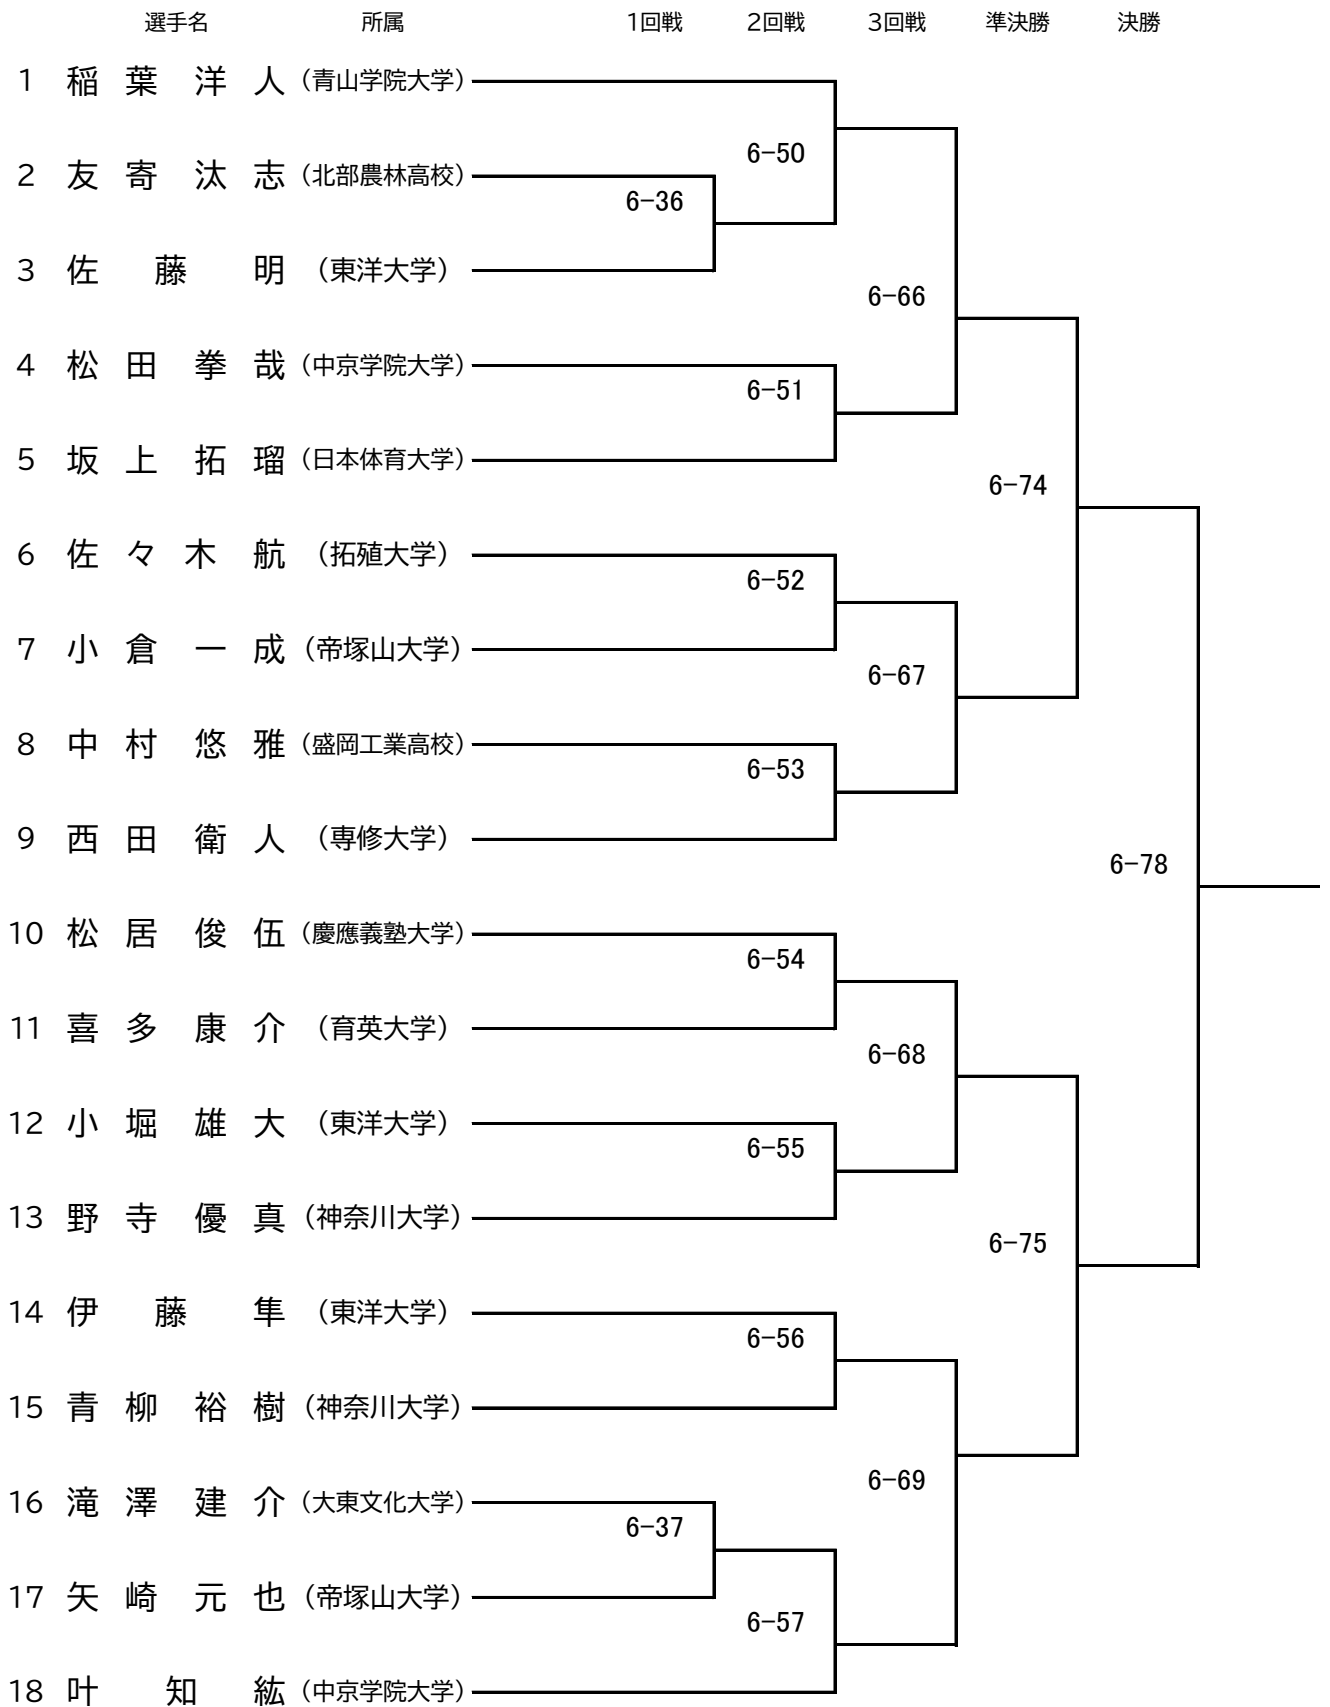 選手名 所属 1回戦 2回戦 3回戦 準決勝 決勝
1 稲葉 洋人 (青山学院大学)
6-50
2 友寄 汰志 (北部農林高校)
6-36
3 佐藤 明 (東洋大学)
6-66
4 松田 拳哉 (中京学院大学)
6-51
5 坂上 拓瑠 (日本体育大学)
6-74
6 佐々木 航 (拓殖大学)
6-52
7 小倉 一成 (帝塚山大学)
6-67
8 中村 悠雅 (盛岡工業高校)
6-53
9 西田 衛人 (専修大学)
6-78
10 松居 俊伍 (慶應義塾大学)
6-54
11 喜多 康介 (育英大学)
6-68
12 小堀 雄大 (東洋大学)
6-55
13 野寺 優真 (神奈川大学)
6-75
14 伊藤 隼 (東洋大学)
6-56
15 青柳 裕樹 (神奈川大学)
6-69
16 滝澤 建介 (大東文化大学)
6-37
17 矢崎 元也 (帝塚山大学)
6-57
18 叶 知紘 (中京学院大学)